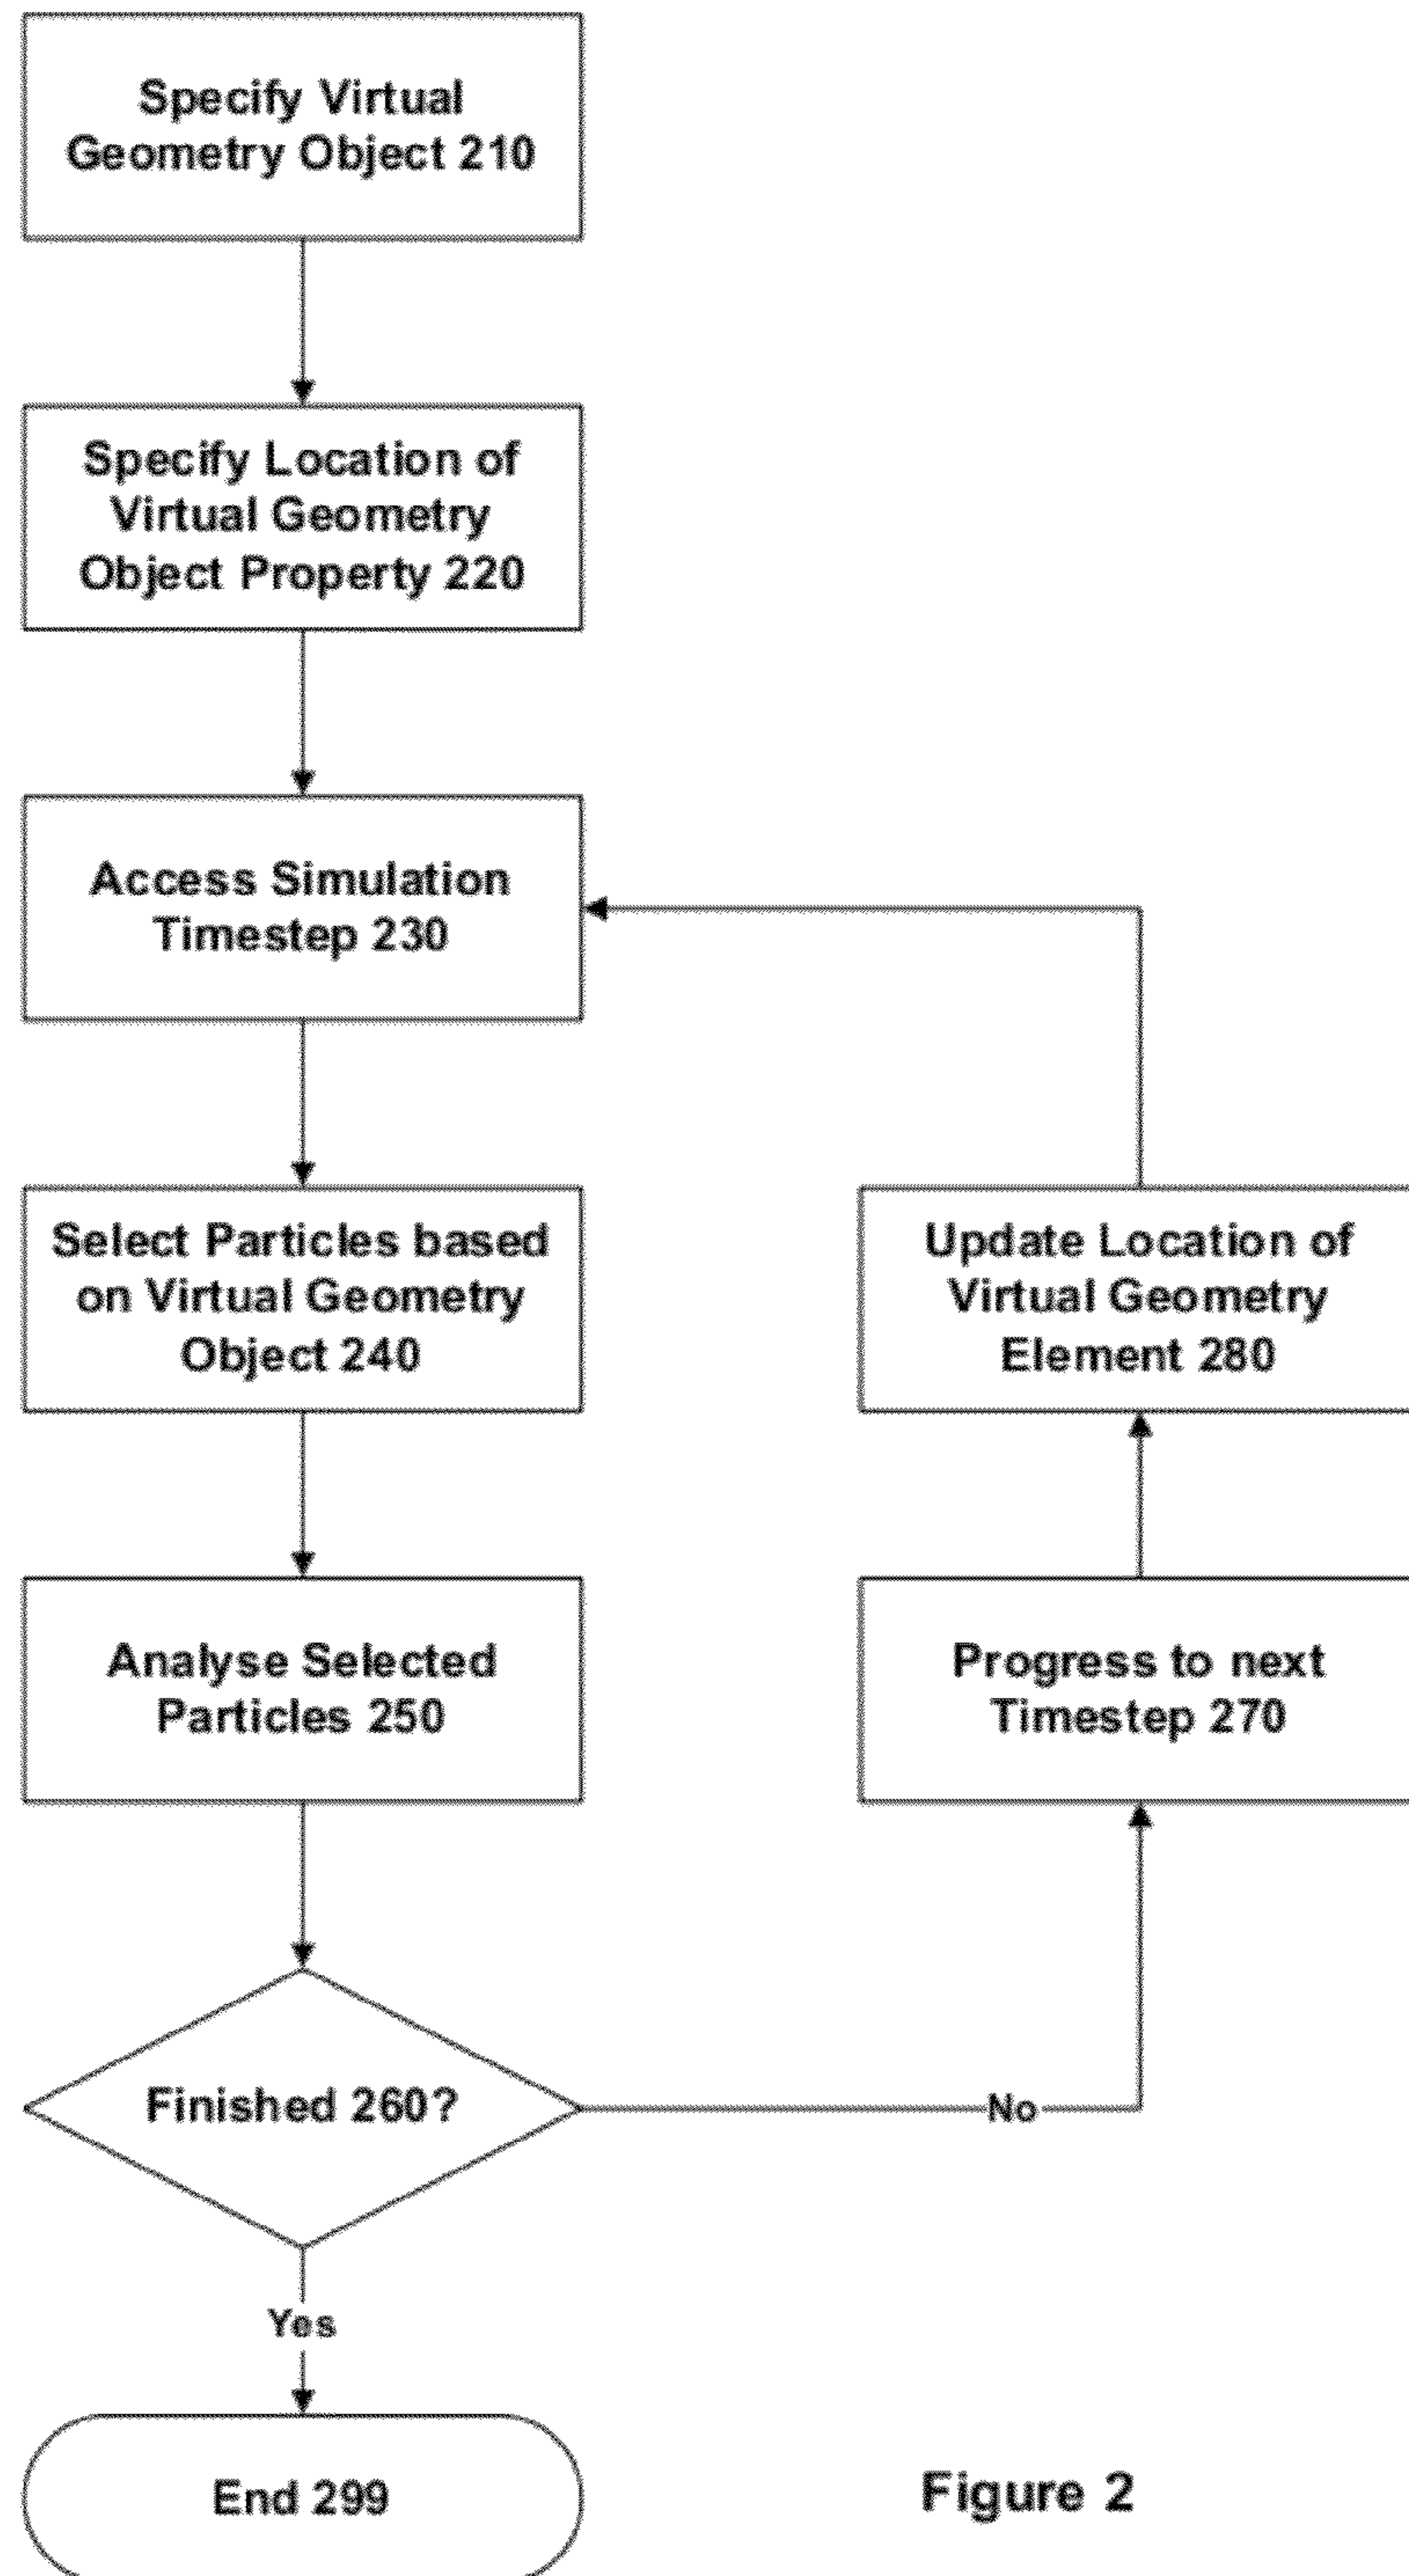 Specify Virtual
Geometry Object 210
Specify Location of
Virtual Geometry
Object Property 220
Access Simulation
Timestep 230
Select Particles based
on Virtual Geometry
Object 240
Update Location of
Virtual Geometry
Element 280
Analyse Selected
Particles 250
Progress to next
Timestep 270
Finished 260?
No
Yes
End 299
Figure 2